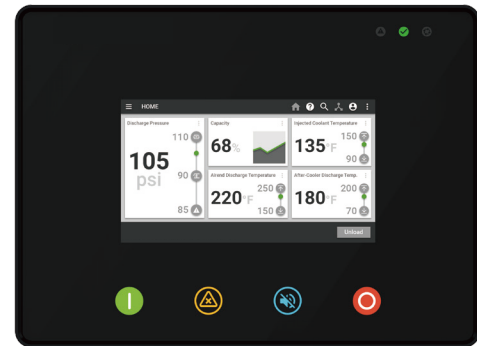 HOME
Discharge Pressure
110
105
psi
90
85
Capacity
68%
Injected Coolant Temperature
150
135°F
90
Airend Discharge Temperature
250
220°F
150
After-Cooler Discharge Temp.
200
180°F
70
Unload